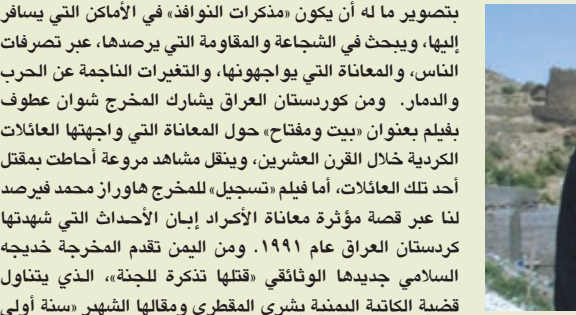 بتصوير ما له أن يكون «مذكرات النوافذ» في الأماكن التي يسافر
إليها، ويبحث في الشجاعة والمقاومة التي يرصدها، عبر تصرفات
الناس، والمعاناة التي يواجهونها، والتغيرات الناجمة عن الحرب
والدمار. ومن كوردستان العراق يشارك المخرج شوان عطوف
بفيلم بعنوان «بيت ومفتاح» حول المعاناة التي واجهتها العائلات
الكردية خلال القرن العشرين، وينقل مشاهد مروعة أحاطت بمقتل
أحد تلك العائلات، أما فيلم «تسجيل» للمخرج هاوراز محمد فيرصد
لنا عبر قصة مؤثرة معاناة الأكراد إبان الأحداث التي شهدتها
كردستان العراق عام ١٩٩١. ومن اليمن تقدم المخرجة خديجه
السلامي جديدها الوثائقي «قتلها تذكرة للجنة»، الذي يتناول
قضية الكاتبة اليمنية بشرى المقطري ومقالها الشهير «سنة أولى